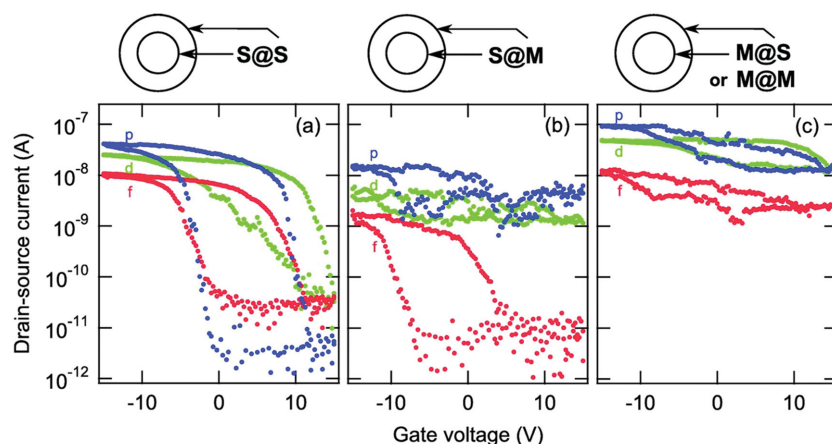 S@S
S@M
M@S
or M@M
(a)
(b)
(c)
p
d
f
p
d
f
p
d
f
Drain-source current (A)
10⁻⁷
10⁻⁸
10⁻⁹
10⁻¹⁰
10⁻¹¹
10⁻¹²
-10
0
10
-10
0
10
-10
0
10
Gate voltage (V)